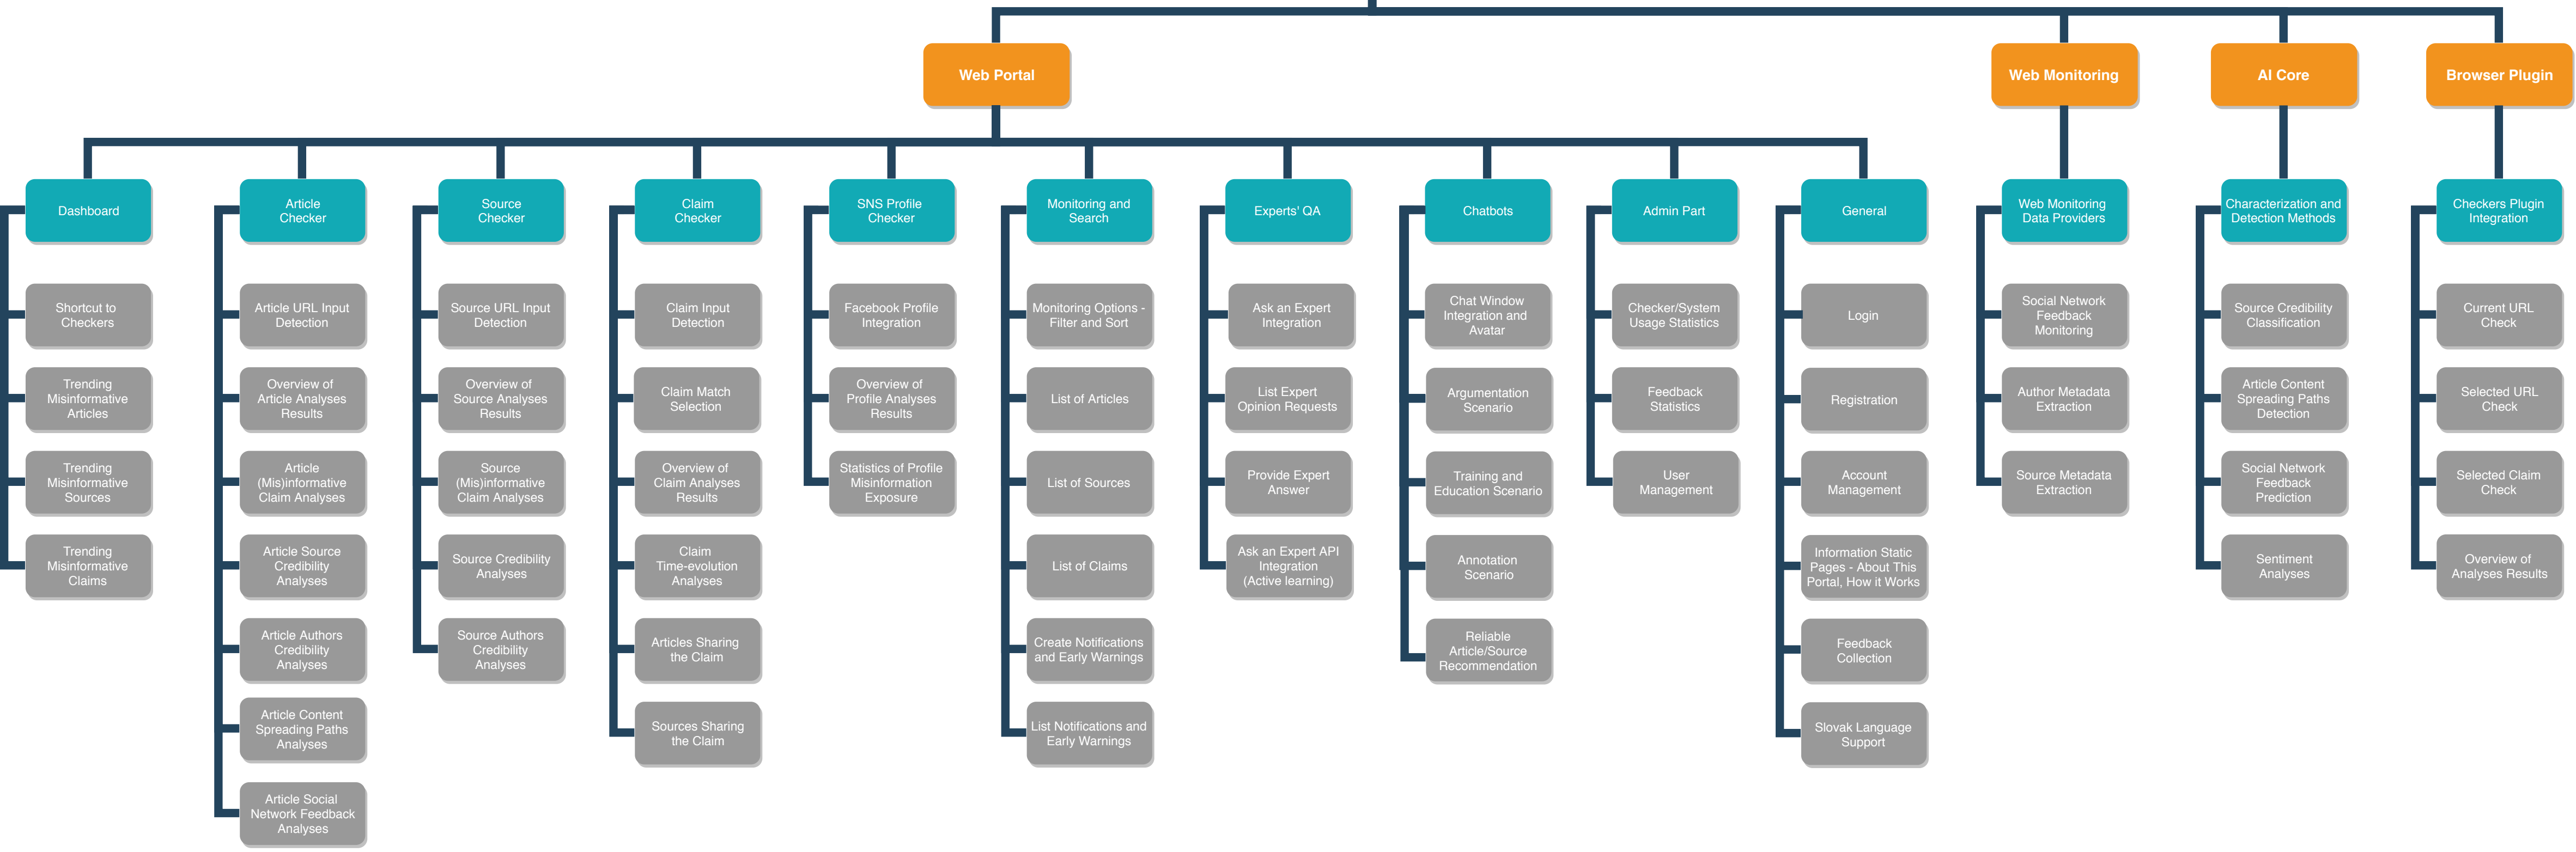 Web Portal
Web Monitoring
AI Core
Browser Plugin
Dashboard
Shortcut to
Checkers
Trending
Misinformative
Articles
Trending
Misinformative
Sources
Trending
Misinformative
Claims
Article
Checker
Article URL Input
Detection
Overview of
Article Analyses
Results
Article
(Mis)informative
Claim Analyses
Article Source
Credibility
Analyses
Article Authors
Credibility
Analyses
Article Content
Spreading Paths
Analyses
Article Social
Network Feedback
Analyses
Source
Checker
Source URL Input
Detection
Overview of
Source Analyses
Results
Source
(Mis)informative
Claim Analyses
Source Credibility
Analyses
Source Authors
Credibility
Analyses
Claim
Checker
Claim Input
Detection
Claim Match
Selection
Overview of
Claim Analyses
Results
Claim
Time-evolution
Analyses
Articles Sharing
the Claim
Sources Sharing
the Claim
SNS Profile
Checker
Facebook Profile
Integration
Overview of
Profile Analyses
Results
Statistics of Profile
Misinformation
Exposure
Monitoring and
Search
Monitoring Options -
Filter and Sort
List of Articles
List of Sources
List of Claims
Create Notifications
and Early Warnings
List Notifications and
Early Warnings
Experts' QA
Ask an Expert
Integration
List Expert
Opinion Requests
Provide Expert
Answer
Ask an Expert API
Integration
(Active learning)
Chatbots
Chat Window
Integration and
Avatar
Argumentation
Scenario
Training and
Education Scenario
Annotation
Scenario
Reliable
Article/Source
Recommendation
Admin Part
Checker/System
Usage Statistics
Feedback
Statistics
User
Management
General
Login
Registration
Account
Management
Information Static
Pages - About This
Portal, How it Works
Feedback
Collection
Slovak Language
Support
Web Monitoring
Data Providers
Social Network
Feedback
Monitoring
Author Metadata
Extraction
Source Metadata
Extraction
Characterization and
Detection Methods
Source Credibility
Classification
Article Content
Spreading Paths
Detection
Social Network
Feedback
Prediction
Sentiment
Analyses
Checkers Plugin
Integration
Current URL
Check
Selected URL
Check
Selected Claim
Check
Overview of
Analyses Results